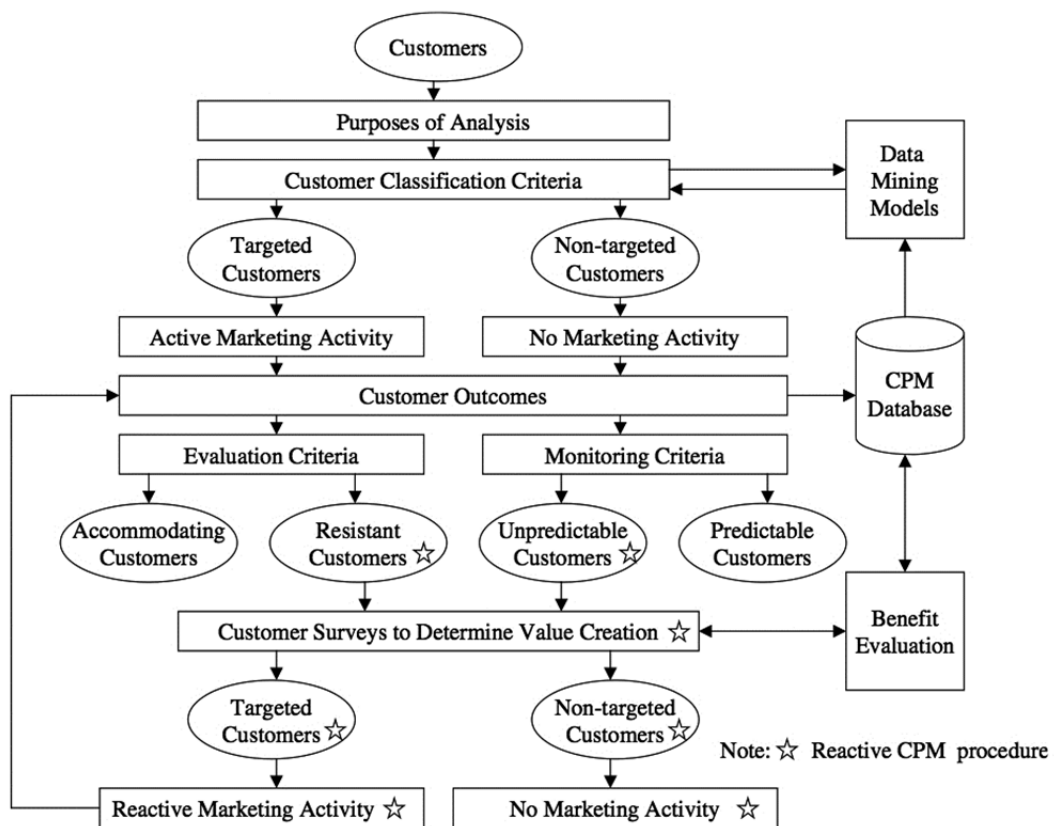 Customers
Purposes of Analysis
Customer Classification Criteria
Data
Mining
Models
Targeted
Customers
Non-targeted
Customers
Active Marketing Activity
No Marketing Activity
Customer Outcomes
CPM
Database
Evaluation Criteria
Monitoring Criteria
Accommodating
Customers
Resistant
Customers ☆
Unpredictable
Customers ☆
Predictable
Customers
Customer Surveys to Determine Value Creation ☆
Benefit
Evaluation
Targeted
Customers ☆
Non-targeted
Customers ☆
Note: ☆ Reactive CPM procedure
Reactive Marketing Activity ☆
No Marketing Activity ☆